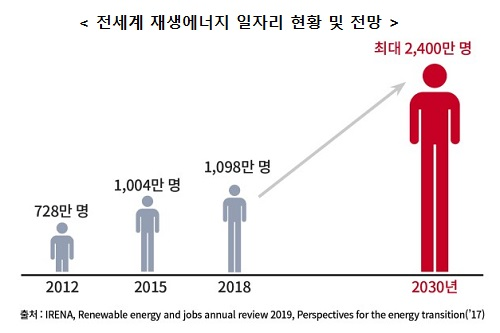 < 전세계 재생에너지 일자리 현황 및 전망 >
최대 2,400만 명
1,098만 명
1,004만 명
728만 명
2012 2015 2018 2030년
출처 : IRENA, Renewable energy and jobs annual review 2019, Perspectives for the energy transition('17)